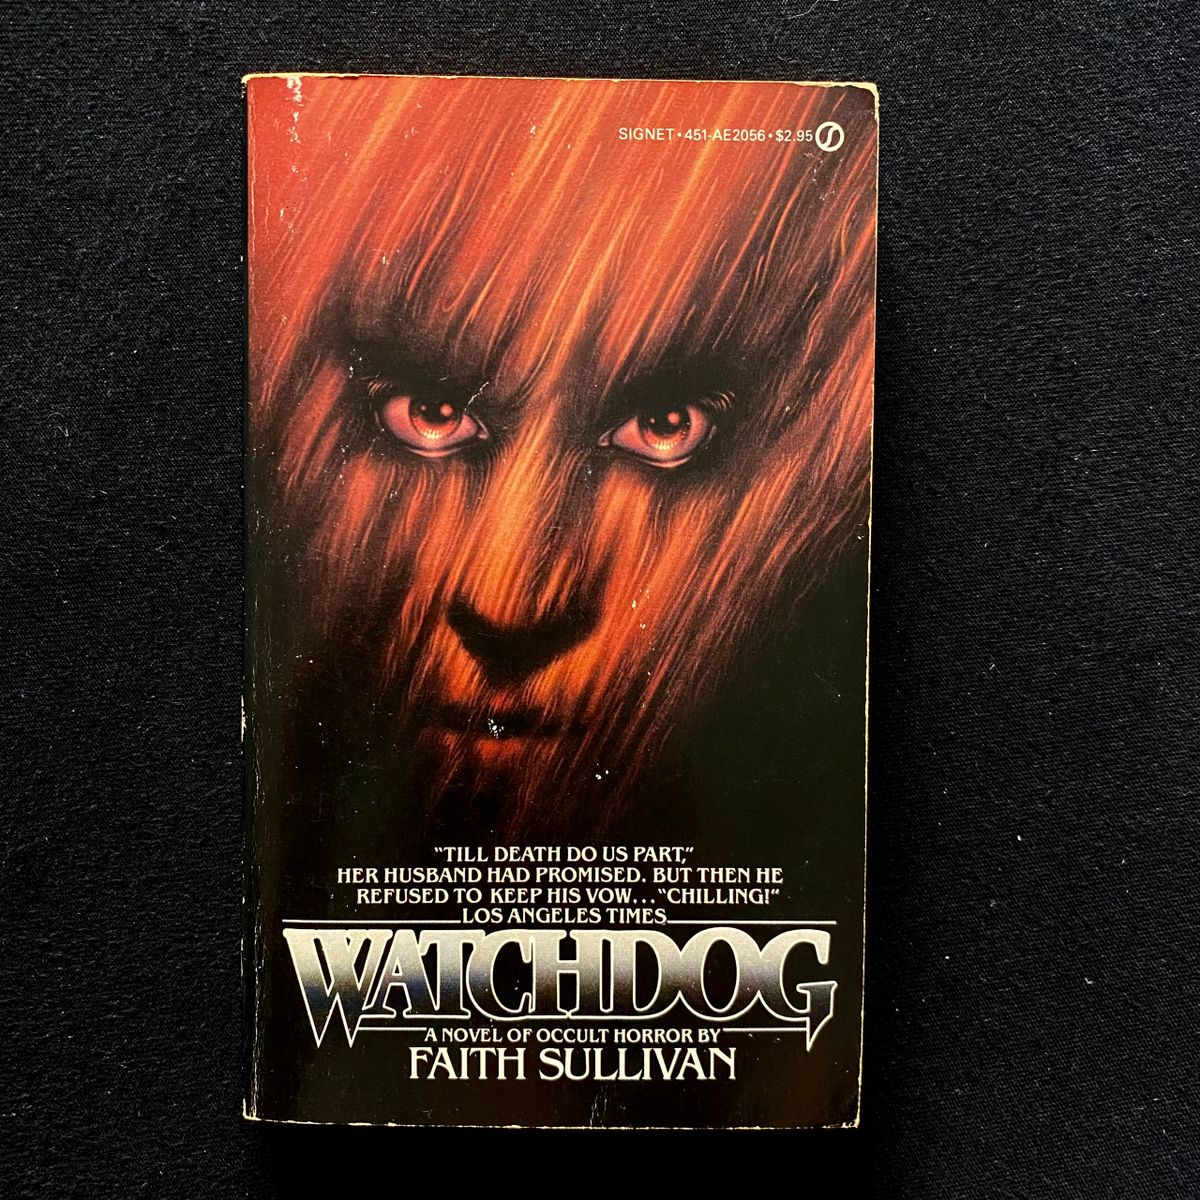 SIGNET • 451-AE2056 • $2.95
"TILL DEATH DO US PART,"
HER HUSBAND HAD PROMISED. BUT THEN HE
REFUSED TO KEEP HIS VOW... "CHILLING!"
LOS ANGELES TIMES
WATCHDOG
A NOVEL OF OCCULT HORROR BY
FAITH SULLIVAN